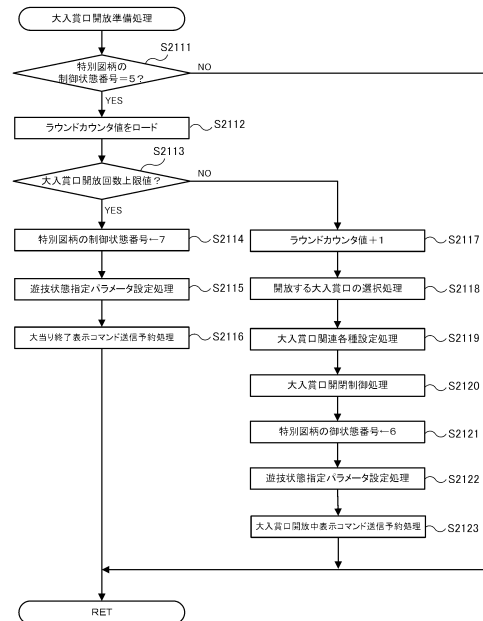 大入賞口開放準備処理
S2111
特別図柄の
制御状態番号=5?
NO
YES
ラウンドカウンタ値をロード
S2112
S2113
大入賞口開放回数上限値?
NO
YES
特別図柄の制御状態番号←7
S2114
遊技状態指定パラメータ設定処理
S2115
大当り終了表示コマンド送信予約処理
S2116
ラウンドカウンタ値+1
S2117
開放する大入賞口の選択処理
S2118
大入賞口関連各種設定処理
S2119
大入賞口開閉制御処理
S2120
特別図柄の御状態番号←6
S2121
遊技状態指定パラメータ設定処理
S2122
大入賞口開放中表示コマンド送信予約処理
S2123
RET